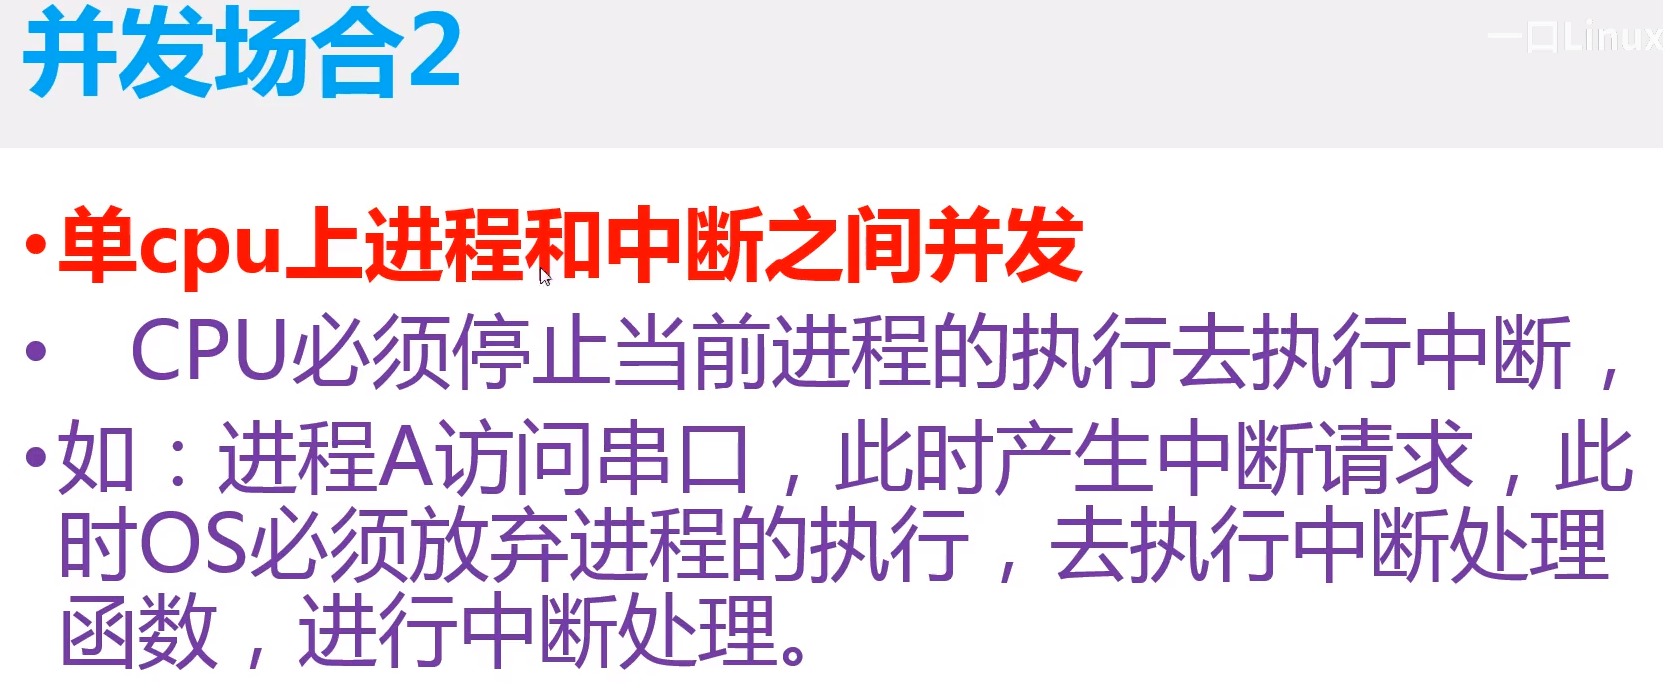 并发场合2
一口Linux
•单cpu上进程和中断之间并发
• CPU必须停止当前进程的执行去执行中断，
•如：进程A访问串口，此时产生中断请求，此
时OS必须放弃进程的执行，去执行中断处理
函数，进行中断处理。